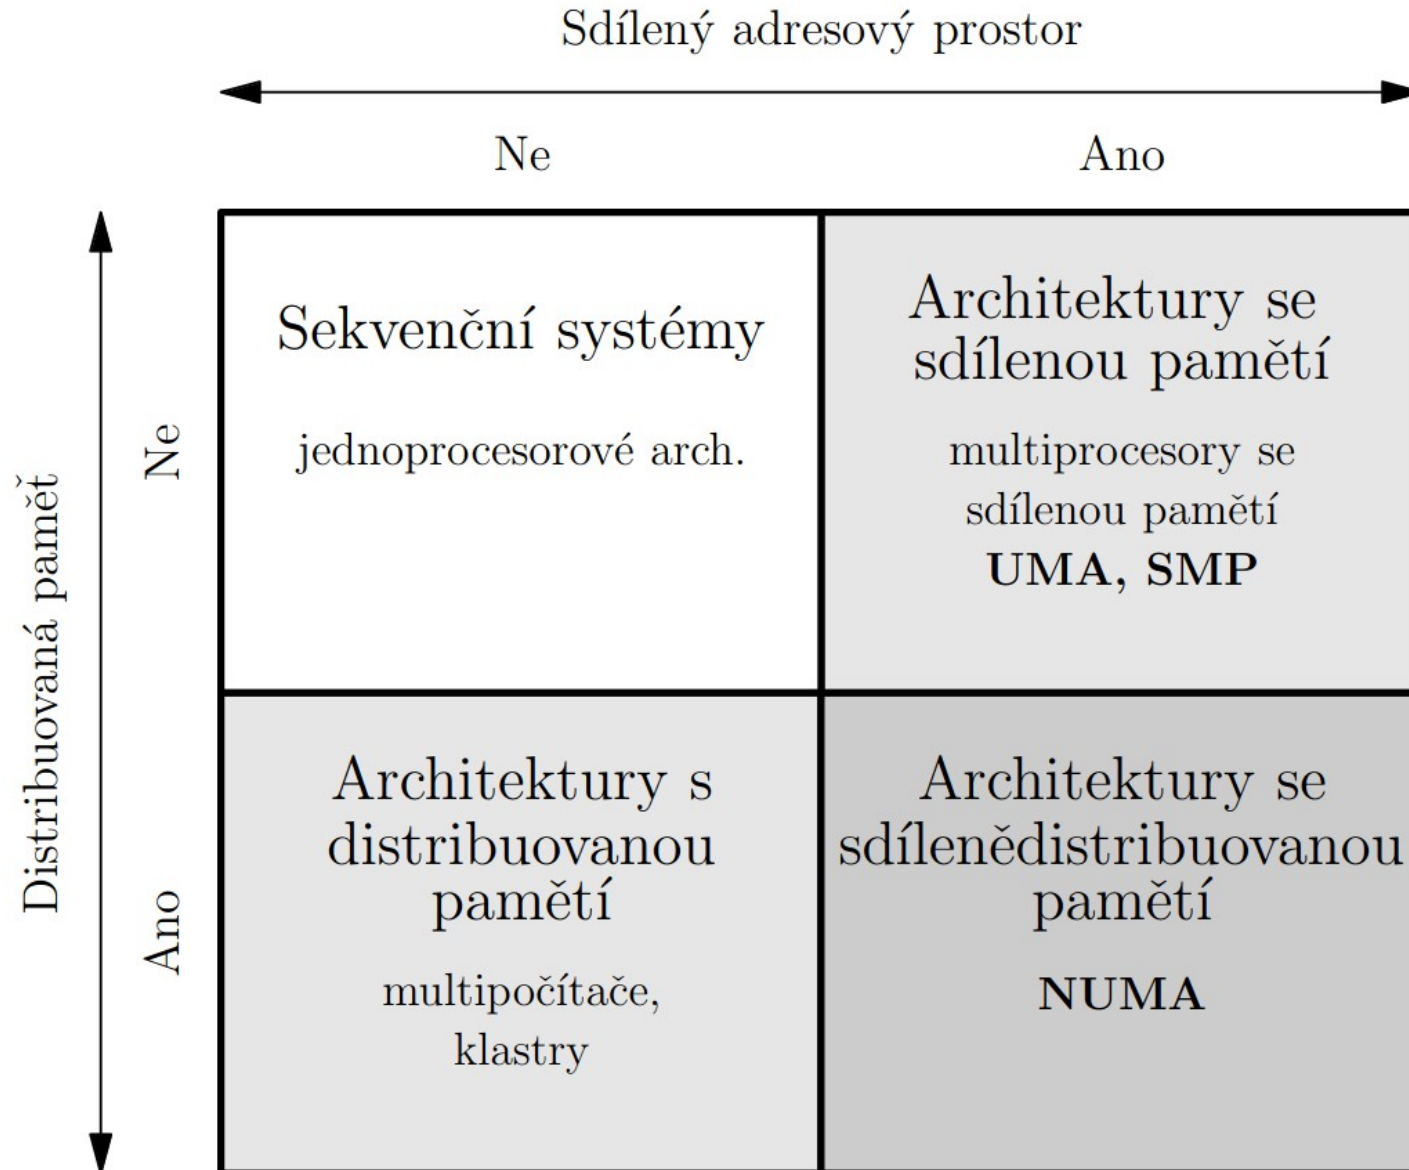 Sdílený adresový prostor
Ne
Ano
Distribuovaná paměť
Ne
Sekvenční systémy
jednoprocesorové arch.
Architektury se
sdílenou pamětí
multiprocesory se
sdílenou pamětí
UMA, SMP
Ano
Architektury s
distribuovanou
pamětí
multipočítače,
klastry
Architektury se
sdílenědistribuovanou
pamětí
NUMA